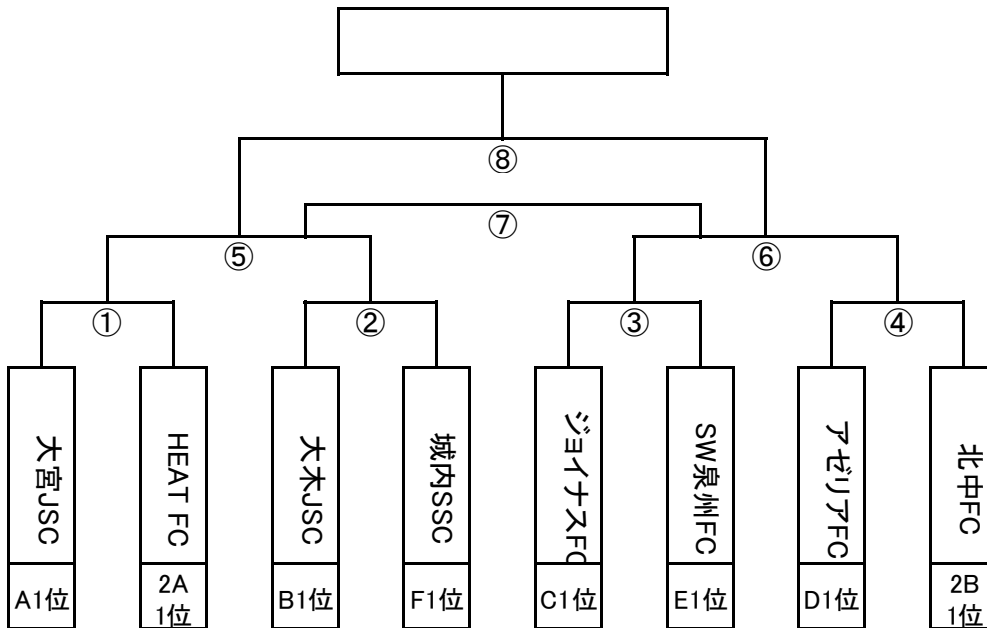 ⑧
⑦
⑤
⑥
①
②
③
④
大宮JSC
HEAT FC
大木JSC
城内SSC
ジョイナスFC
SW泉州FC
アゼリアFC
北中FC
A1位
2A
1位
B1位
F1位
C1位
E1位
D1位
2B
1位